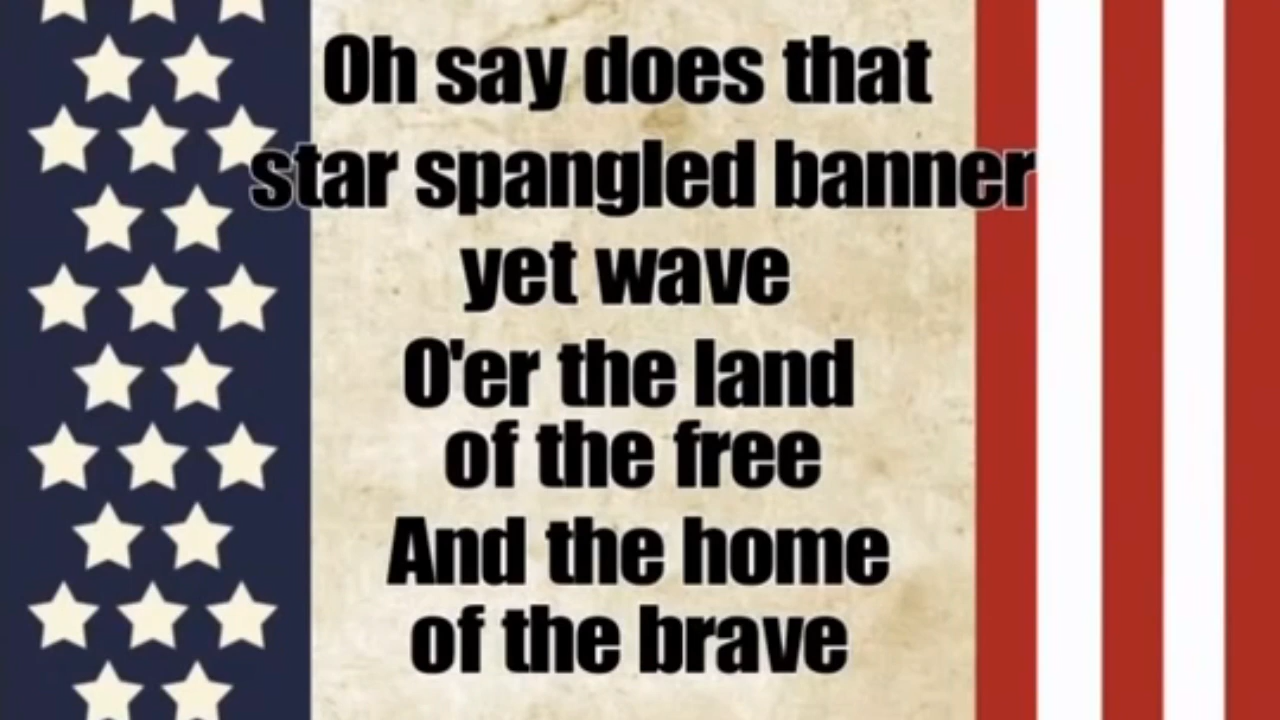 Oh say does that
star spangled banner
yet wave
O'er the land
of the free
And the home
of the brave